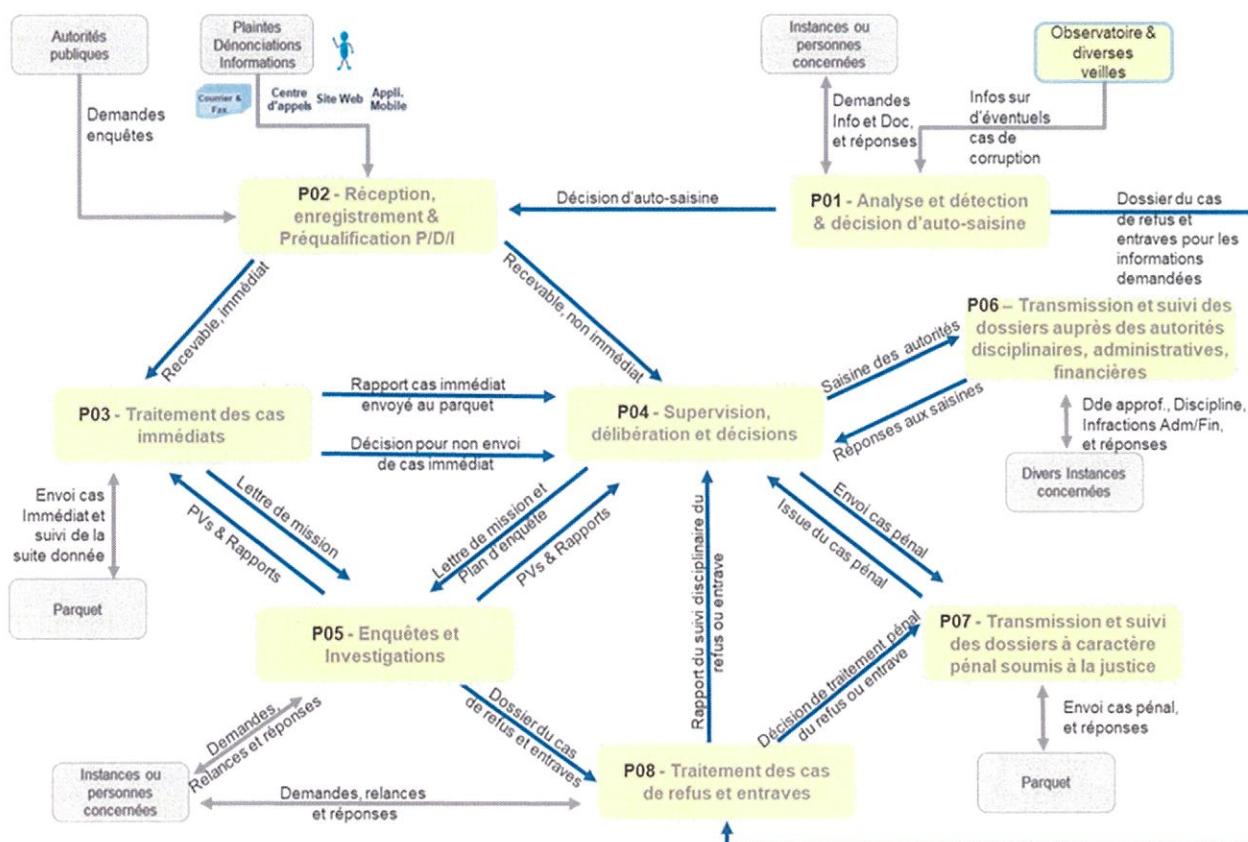 Autorités
publiques
Plaintes
Dénonciations
Informations
Courrier &
Fax
Centre
d'appels
Site Web
Appli.
Mobile
Instances ou
personnes
concernées
Observatoire &
diverses
veilles
Demandes
enquêtes
Demandes
Info et Doc,
et réponses
Infos sur
d'éventuels
cas de
corruption
P02 - Réception,
enregistrement &
Préqualification P/D/I
Décision d'auto-saisine
P01 - Analyse et détection
& décision d'auto-saisine
Dossier du cas
de refus et
entraves pour les
informations
demandées
Recevable, immédiat
Recevable, non immédiat
P06 – Transmission et suivi des
dossiers auprès des autorités
disciplinaires, administratives,
financières
Saisine des autorités
Réponses aux saisines
P03 - Traitement des cas
immédiats
Rapport cas immédiat
envoyé au parquet
Décision pour non envoi
de cas immédiat
P04 - Supervision,
délibération et décisions
Dde approf., Discipline,
Infractions Adm/Fin,
et réponses
Divers Instances
concernées
Envoi cas
Immédiat et
suivi de la
suite donnée
Parquet
Lettre de mission
PVs & Rapports
Lettre de mission et
Plan d'enquête
PVs & Rapports
Rapport du suivi disciplinaire du
refus ou entrave
Envoi cas pénal
Issue du cas pénal
P05 - Enquêtes et
Investigations
P07 - Transmission et suivi
des dossiers à caractère
pénal soumis à la justice
Décision de traitement pénal
du refus ou entrave
Dossier du cas
de refus et entraves
Demandes,
Relances et réponses
Envoi cas pénal,
et réponses
Parquet
Instances ou
personnes
concernées
Demandes, relances
et réponses
P08 - Traitement des cas
de refus et entraves